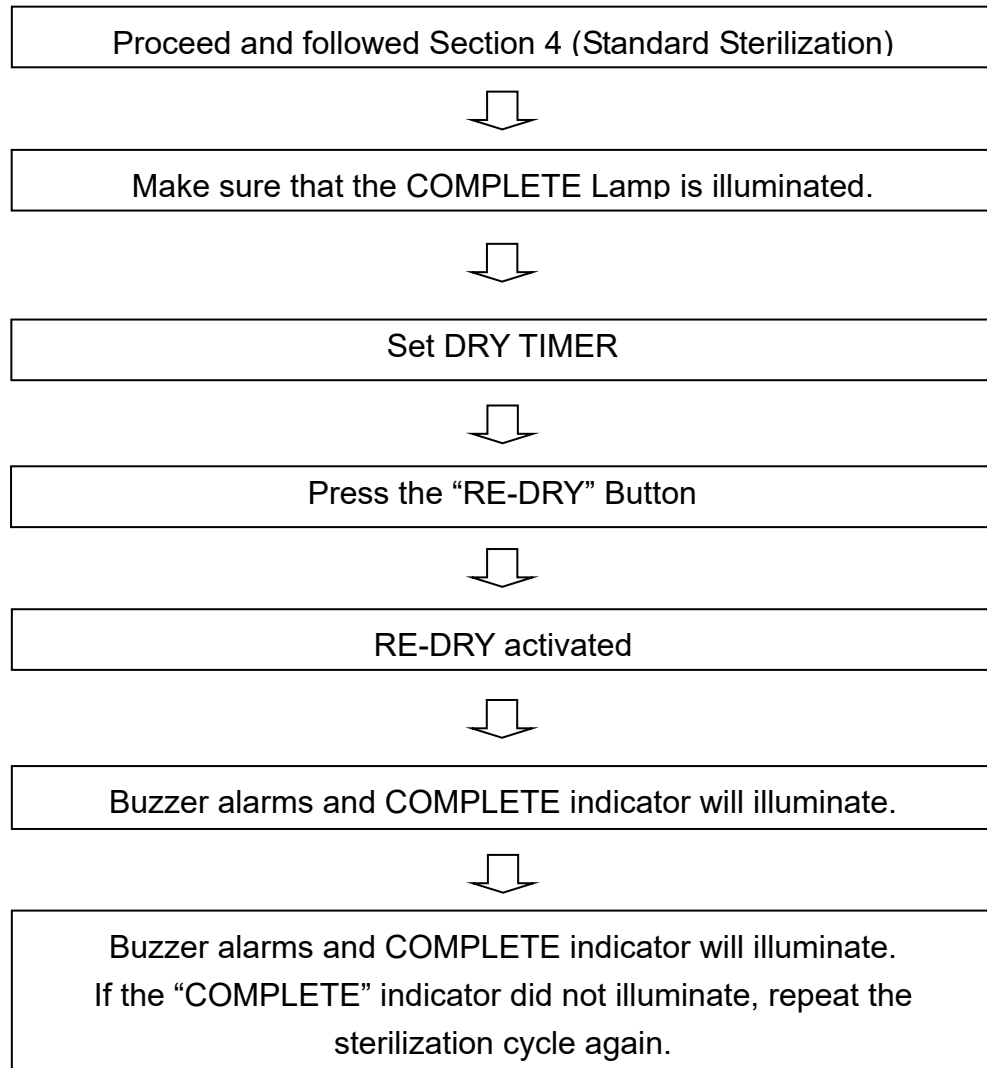 Proceed and followed Section 4 (Standard Sterilization)
Make sure that the COMPLETE Lamp is illuminated.
Set DRY TIMER
Press the “RE-DRY” Button
RE-DRY activated
Buzzer alarms and COMPLETE indicator will illuminate.
Buzzer alarms and COMPLETE indicator will illuminate.
If the “COMPLETE” indicator did not illuminate, repeat the
sterilization cycle again.